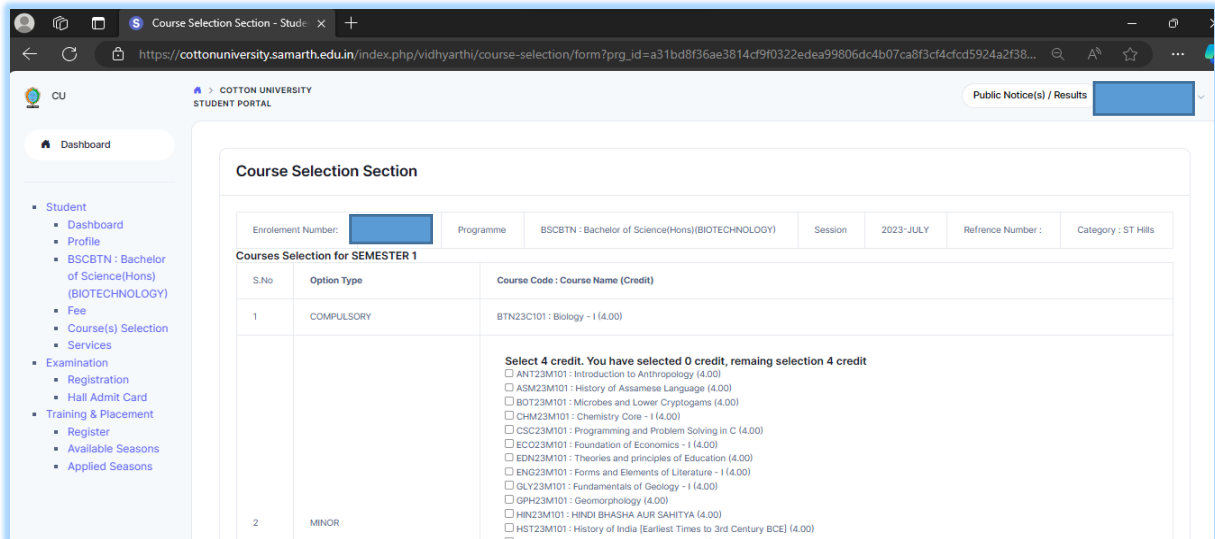 Course Selection Section - Stude
https://cottonuniversity.samarth.edu.in/index.php/vidhyarthi/course-selection/form?prg_id=a31bd8f36ae3814cf9f0322edea99806dc4b07ca8f3cf4cfcd5924a2f38...
CU
> COTTON UNIVERSITY
STUDENT PORTAL
Public Notice(s) / Results
Dashboard
Student
Dashboard
Profile
BSCBTN : Bachelor
of Science(Hons)
(BIOTECHNOLOGY)
Fee
Course(s) Selection
Services
Examination
Registration
Hall Admit Card
Training & Placement
Register
Available Seasons
Applied Seasons
Course Selection Section
Enrolement Number: Programme BSCBTN : Bachelor of Science(Hons)(BIOTECHNOLOGY) Session 2023-JULY Refrence Number : Category : ST Hills
Courses Selection for SEMESTER 1
S.No Option Type Course Code : Course Name (Credit)
1 COMPULSORY BTN23C101 : Biology - I (4.00)
Select 4 credit. You have selected 0 credit, remaing selection 4 credit
ANT23M101 : Introduction to Anthropology (4.00)
ASM23M101 : History of Assamese Language (4.00)
BOT23M101 : Microbes and Lower Cryptogams (4.00)
CHM23M101 : Chemistry Core - I (4.00)
CSC23M101 : Programming and Problem Solving in C (4.00)
ECO23M101 : Foundation of Economics - I (4.00)
EDN23M101 : Theories and principles of Education (4.00)
ENG23M101 : Forms and Elements of Literature - I (4.00)
GLY23M101 : Fundamentals of Geology - I (4.00)
GPH23M101 : Geomorphology (4.00)
HIN23M101 : HINDI BHASHA AUR SAHITYA (4.00)
2 MINOR
HST23M101 : History of India [Earliest Times to 3rd Century BCE] (4.00)